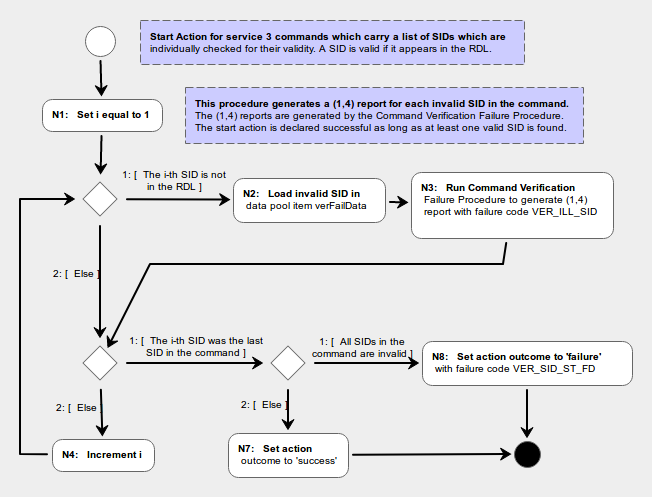 Start Action for service 3 commands which carry a list of SIDs which are
individually checked for their validity. A SID is valid if it appears in the RDL.
This procedure generates a (1,4) report for each invalid SID in the command.
The (1,4) reports are generated by the Command Verification Failure Procedure.
The start action is declared successful as long as at least one valid SID is found.
N1: Set i equal to 1
1: [ The i-th SID is not
in the RDL ]
N2: Load invalid SID in
data pool item verFailData
N3: Run Command Verification
Failure Procedure to generate (1,4)
report with failure code VER_ILL_SID
2: [ Else ]
1: [ The i-th SID was the last
SID in the command ]
1: [ All SIDs in the
command are invalid ]
N8: Set action outcome to 'failure'
with failure code VER_SID_ST_FD
2: [ Else ]
2: [ Else ]
N4: Increment i
N7: Set action
outcome to 'success'